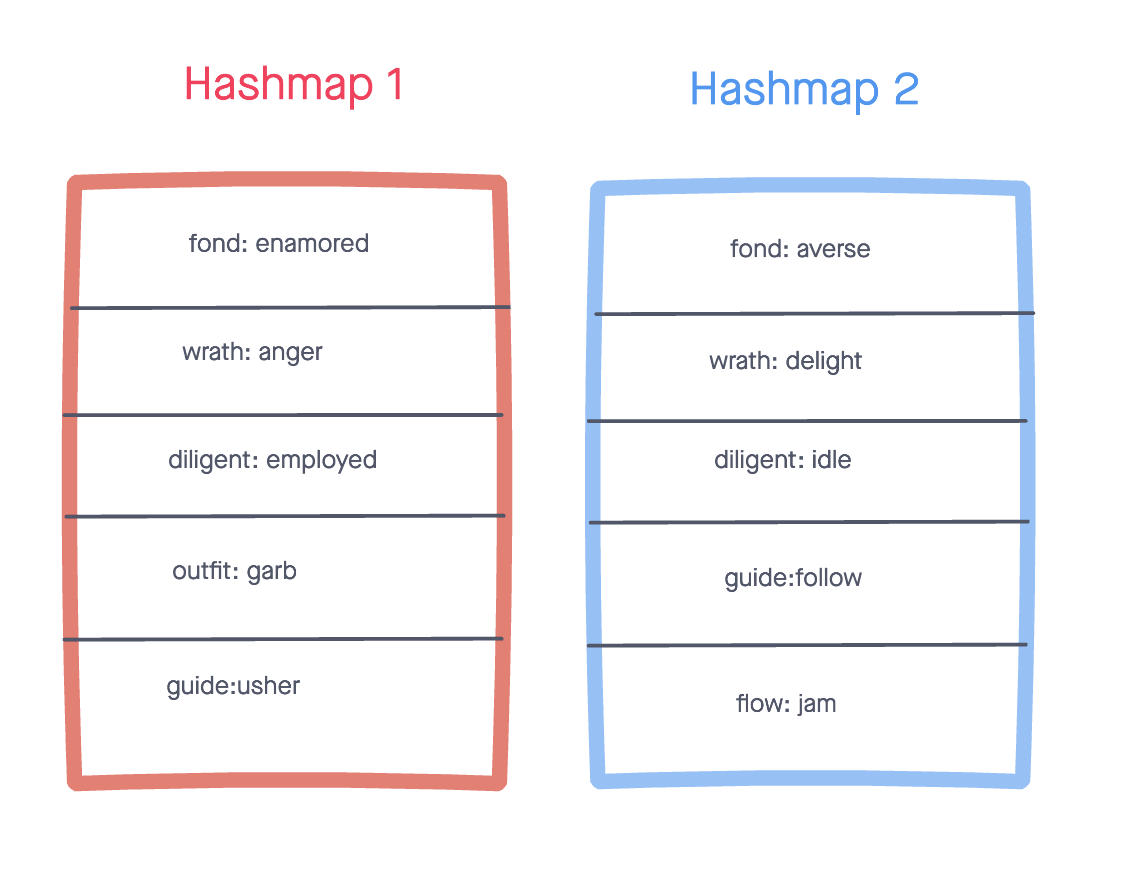 Hashmap 1
fond: enamored
wrath: anger
diligent: employed
outfit: garb
guide:usher
Hashmap 2
fond: averse
wrath: delight
diligent: idle
guide:follow
flow: jam